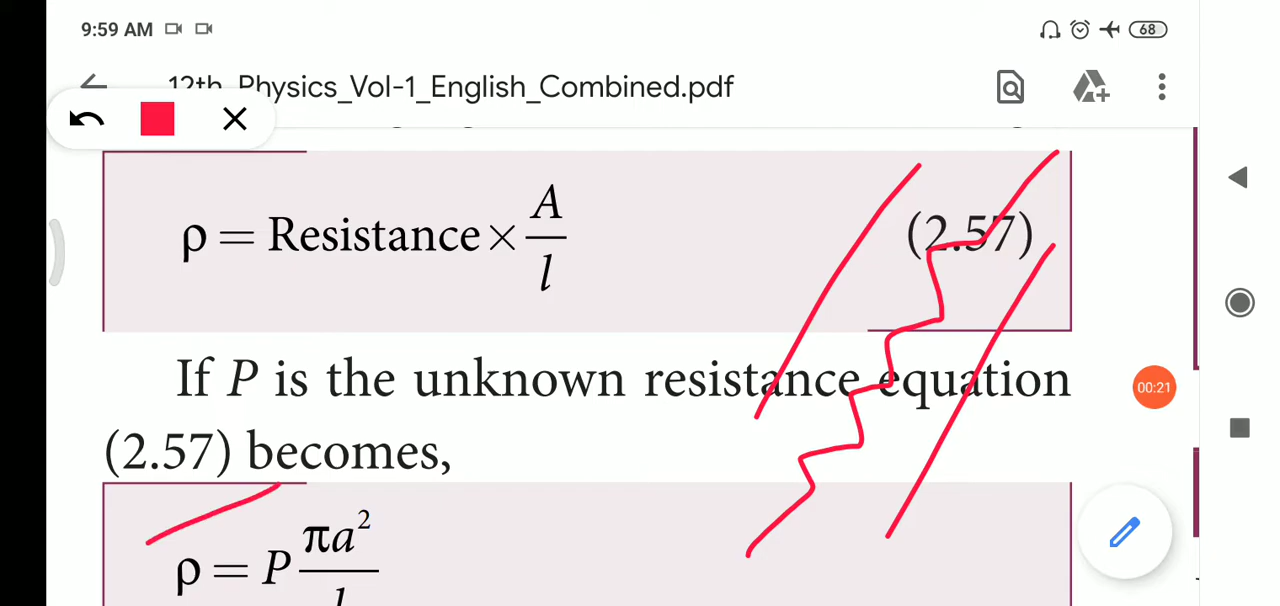 9:59 AM 68
12th_Physics_Vol-1_English_Combined.pdf
ρ = Resistance × A/l (2.57)
If P is the unknown resistance equation
(2.57) becomes,
00:21
ρ = P πa²/l